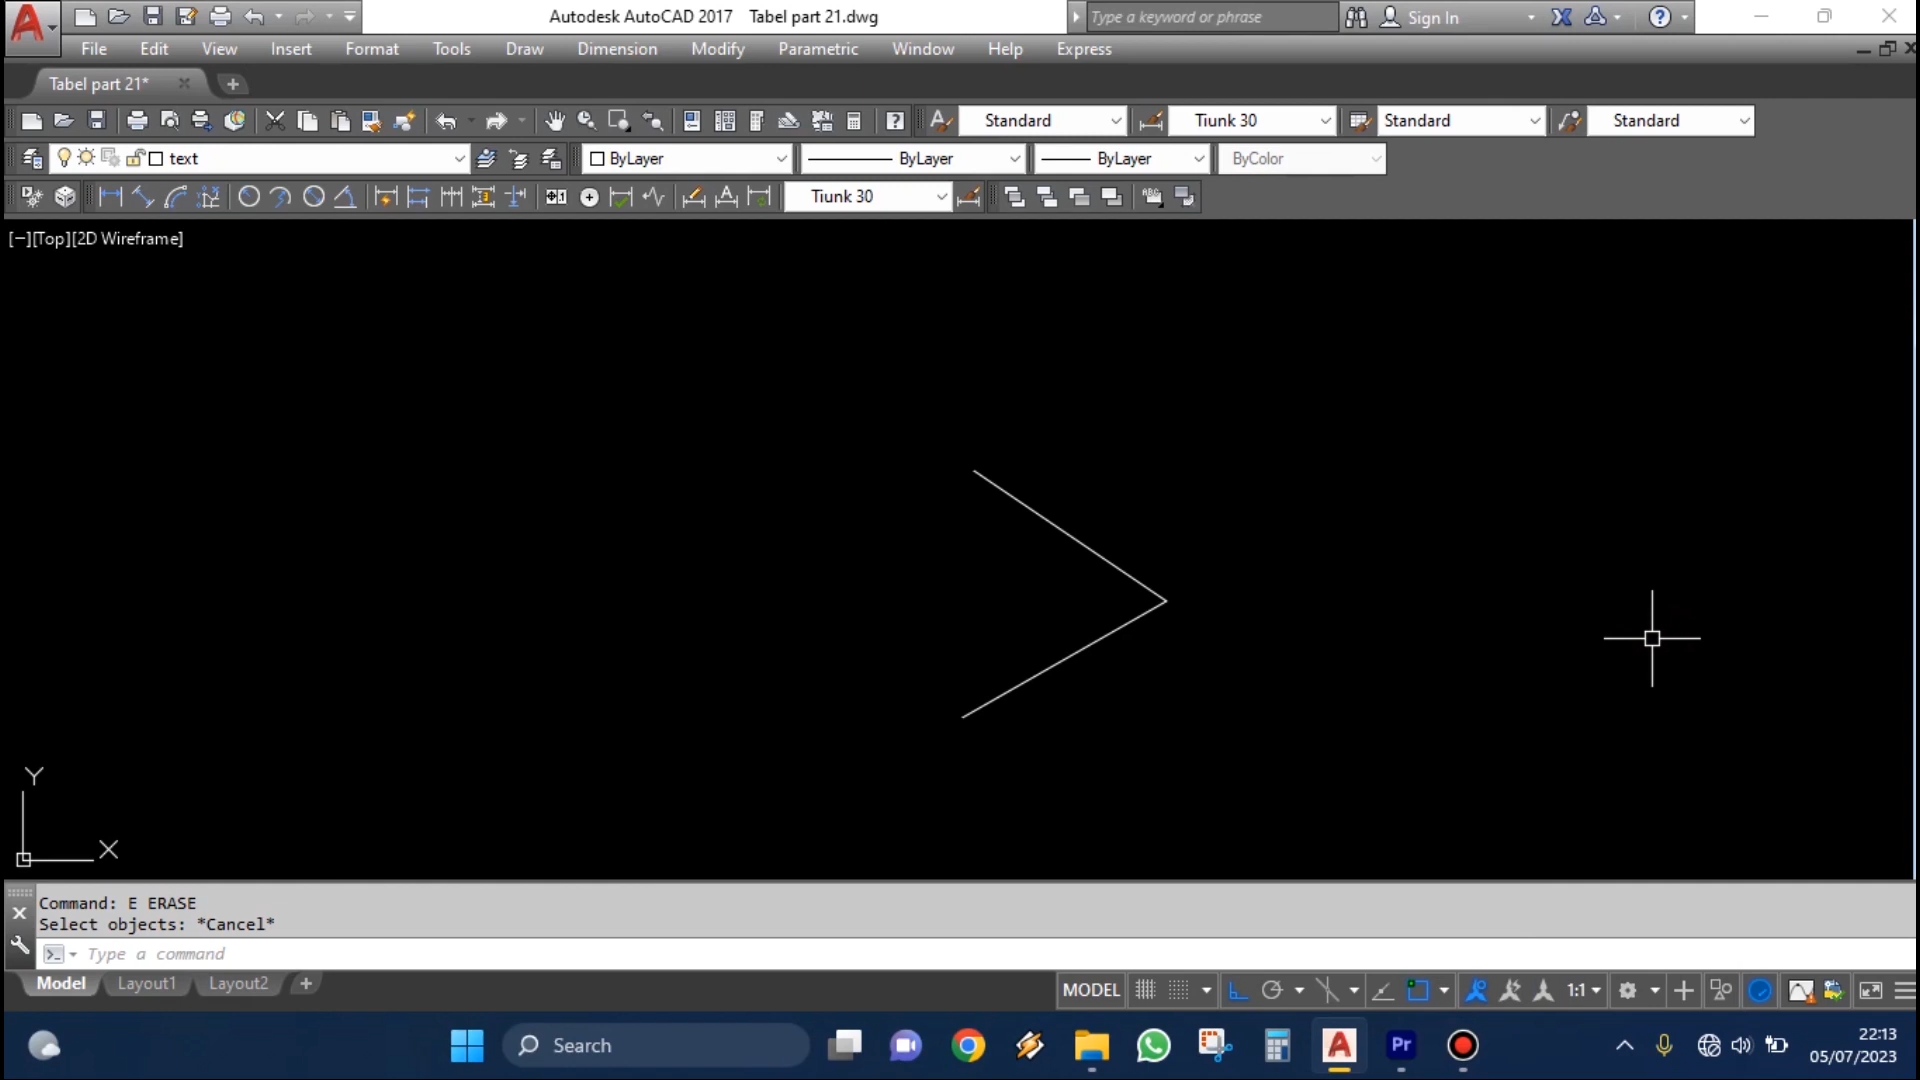 Autodesk AutoCAD 2017 Tabel part 21.dwg
Type a keyword or phrase
Sign In
File Edit View Insert Format Tools Draw Dimension Modify Parametric Window Help Express
Tabel part 21*
Standard Tiunk 30 Standard Standard
text ByLayer ByLayer ByLayer ByColor
Tiunk 30
[−][Top][2D Wireframe]
Y
X
Command: E ERASE
Select objects: *Cancel*
Type a command
Model Layout1 Layout2 +
MODEL 1:1
Search
Pr
22:13
05/07/2023